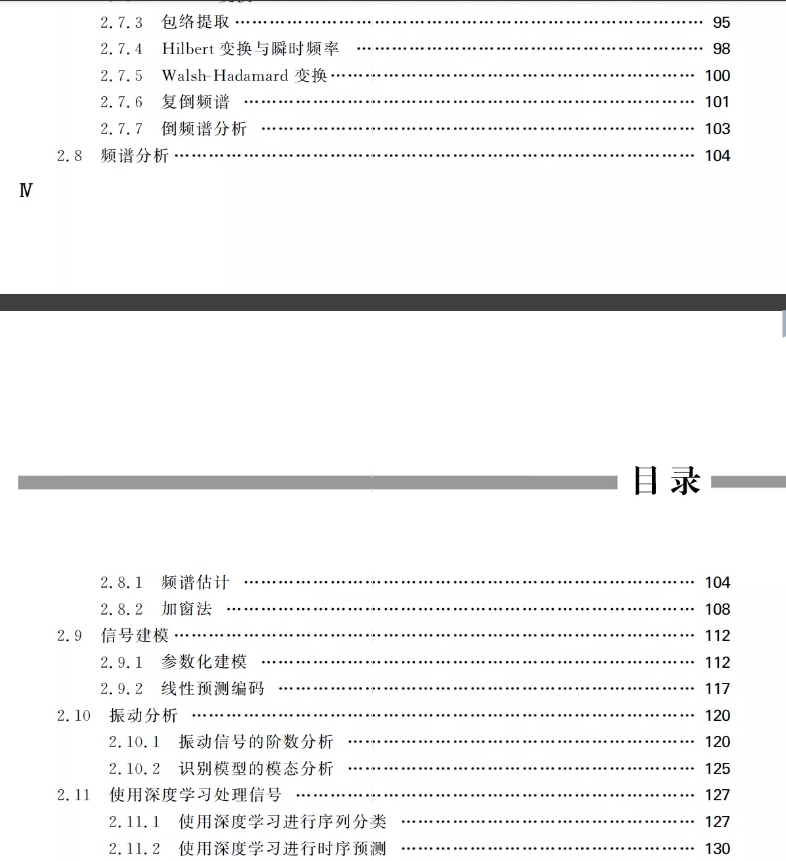 2.7.3 包络提取 …………………………………………………………………… 95
2.7.4 Hilbert 变换与瞬时频率 ………………………………………………… 98
2.7.5 Walsh-Hadamard 变换…………………………………………………… 100
2.7.6 复倒频谱 ………………………………………………………………… 101
2.7.7 倒频谱分析 ……………………………………………………………… 103
2.8 频谱分析…………………………………………………………………………… 104
Ⅳ
目 录
2.8.1 频谱估计 ………………………………………………………………… 104
2.8.2 加窗法 …………………………………………………………………… 108
2.9 信号建模…………………………………………………………………………… 112
2.9.1 参数化建模 ……………………………………………………………… 112
2.9.2 线性预测编码 …………………………………………………………… 117
2.10 振动分析 ………………………………………………………………………… 120
2.10.1 振动信号的阶数分析 …………………………………………………… 120
2.10.2 识别模型的模态分析 …………………………………………………… 125
2.11 使用深度学习处理信号 ………………………………………………………… 127
2.11.1 使用深度学习进行序列分类 …………………………………………… 127
2.11.2 使用深度学习进行时序预测 …………………………………………… 130